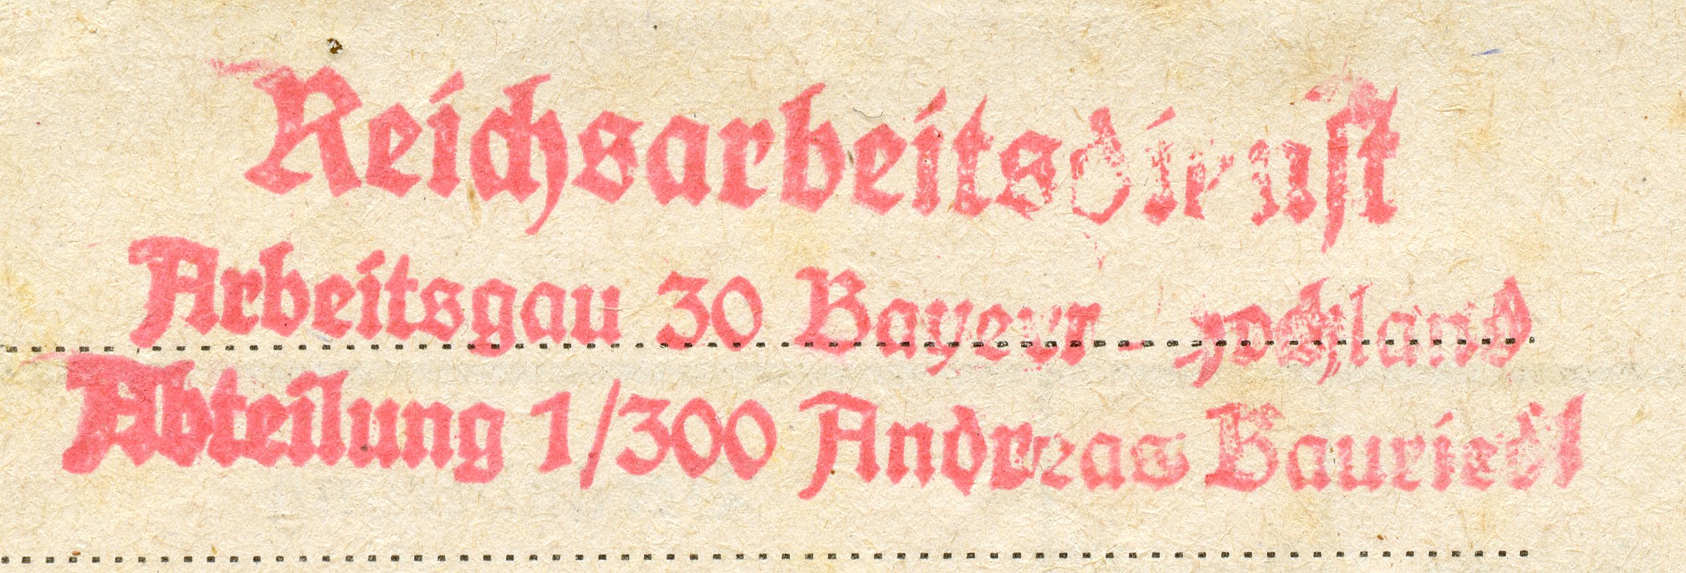 Reichsarbeitsdienst
Arbeitsgau 30 Bayern - Hochland
Abteilung 1/300 Andreas Bauriedl